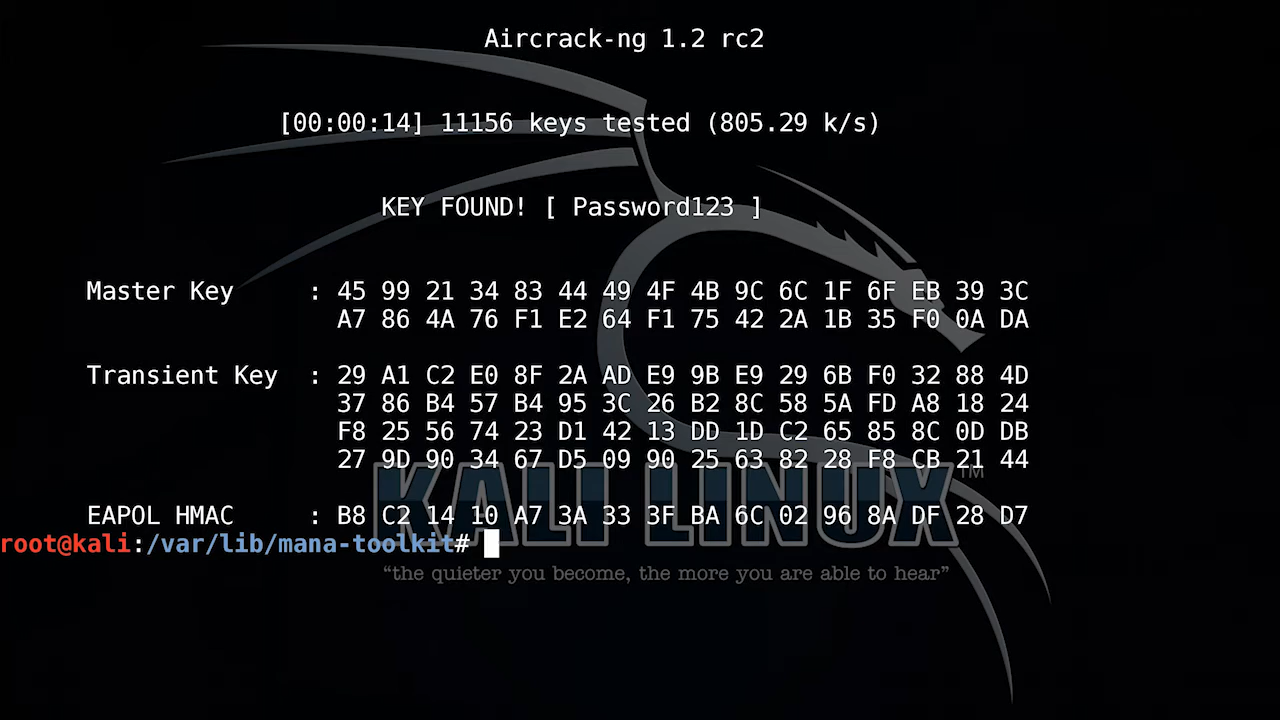 Aircrack-ng 1.2 rc2
[00:00:14] 11156 keys tested (805.29 k/s)
KEY FOUND! [ Password123 ]
Master Key : 45 99 21 34 83 44 49 4F 4B 9C 6C 1F 6F EB 39 3C
A7 86 4A 76 F1 E2 64 F1 75 42 2A 1B 35 F0 0A DA
Transient Key : 29 A1 C2 E0 8F 2A AD E9 9B E9 29 6B F0 32 88 4D
37 86 B4 57 B4 95 3C 26 B2 8C 58 5A FD A8 18 24
F8 25 56 74 23 D1 42 13 DD 1D C2 65 85 8C 0D DB
27 9D 90 34 67 D5 09 90 25 63 82 28 F8 CB 21 44
KALI LINUX™
EAPOL HMAC : B8 C2 14 10 A7 3A 33 3F BA 6C 02 96 8A DF 28 D7
root@kali:/var/lib/mana-toolkit#
“the quieter you become, the more you are able to hear”